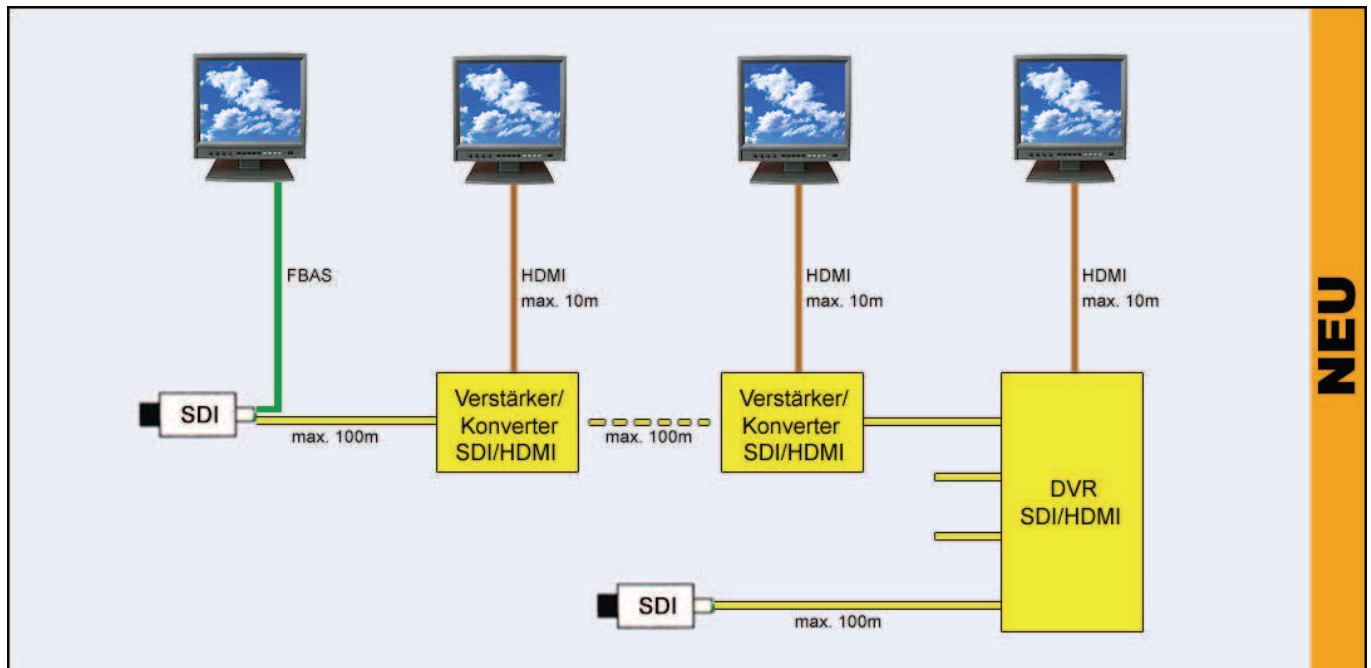 FBAS
HDMI
max. 10m
HDMI
max. 10m
HDMI
max. 10m
SDI
max. 100m
Verstärker/
Konverter
SDI/HDMI
max. 100m
Verstärker/
Konverter
SDI/HDMI
DVR
SDI/HDMI
SDI
max. 100m
NEU